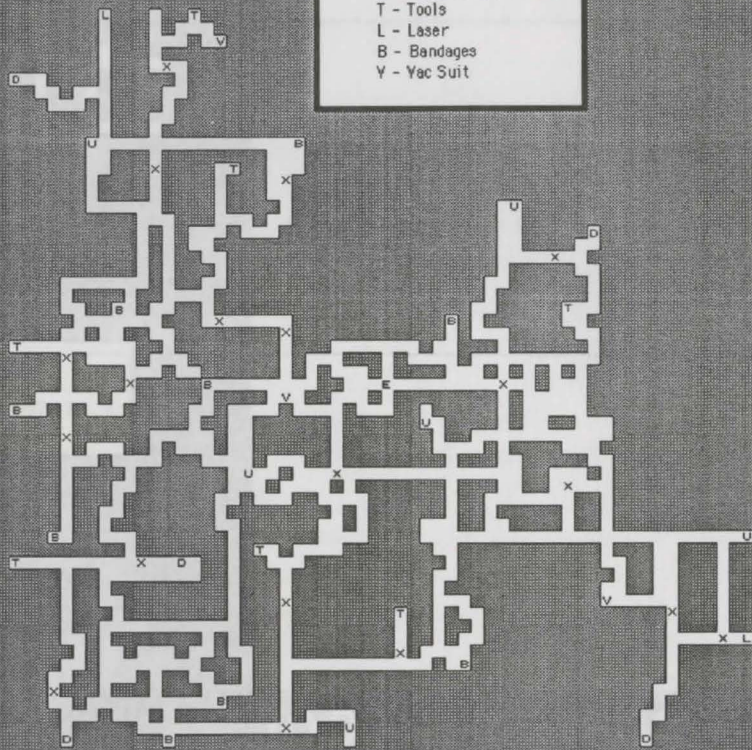 T - Tools
L - Laser
B - Bandages
V - Vac Suit
L T
V
X
D
U B
X T
X
U
D
X
B T
X B
X
T
X
X B E X
V
B
U
X
U X
X
B U
T
T X D
X V
T X
X L
X
B
X
B
X U
D B D